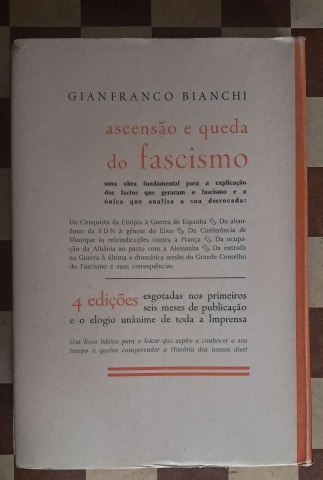 GIANFRANCO BIANCHI
ascensão e queda
do fascismo
uma obra fundamental para a explicação
dos factos que geraram o fascismo e a
única que analisa a sua derrocada:
Da Conquista da Etiópia à Guerra de Espanha Do aban-
dono da SDN à génese do Eixo Da Conferência de
Munique às reivindicções contra a França Da ocupa-
ção da Albânia ao pacto com a Alemanha Da entrada
na Guerra à última e dramática sessão do Grande Conselho
do Fascismo e suas consequências
4 edições esgotadas nos primeiros
seis meses de publicação
e o elogio unânime de toda a Imprensa
Um livro básico para o leitor que aspire a conhecer o seu
tempo e queira compreender a História dos nossos dias!